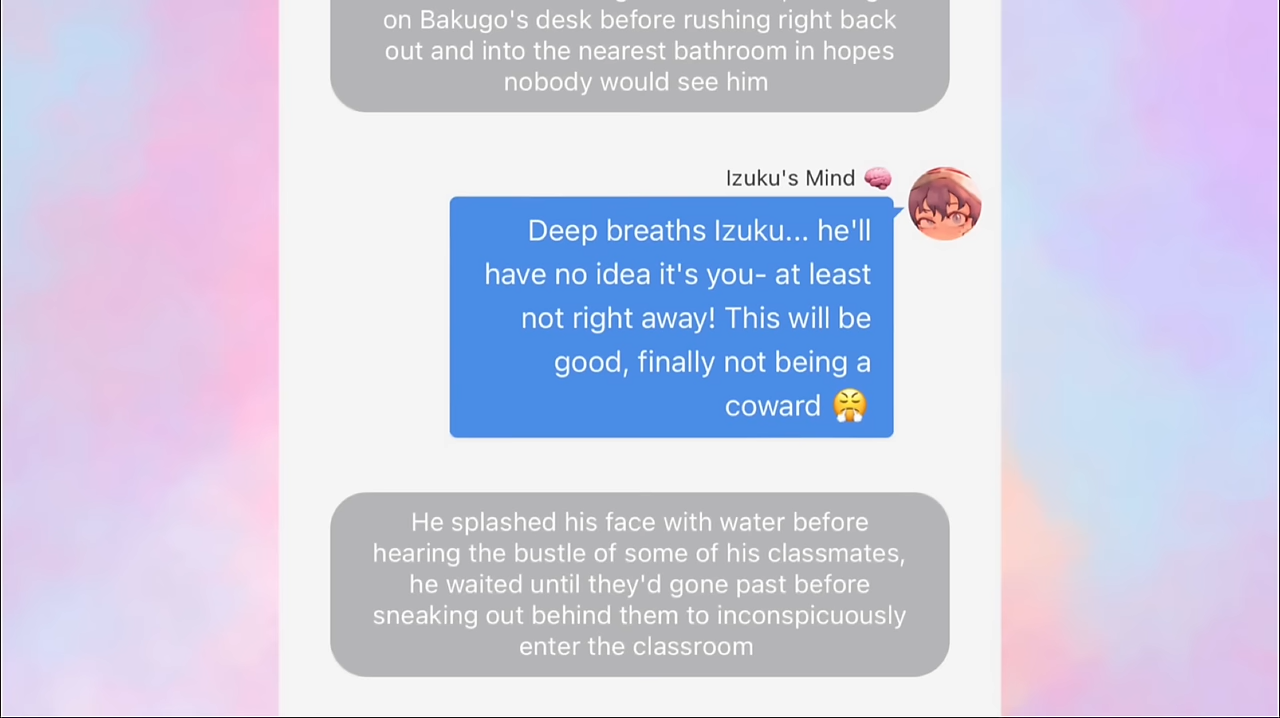 on Bakugo's desk before rushing right back
out and into the nearest bathroom in hopes
nobody would see him
Izuku's Mind 🧠
Deep breaths Izuku... he'll
have no idea it's you- at least
not right away! This will be
good, finally not being a
coward 😤
He splashed his face with water before
hearing the bustle of some of his classmates,
he waited until they'd gone past before
sneaking out behind them to inconspicuously
enter the classroom